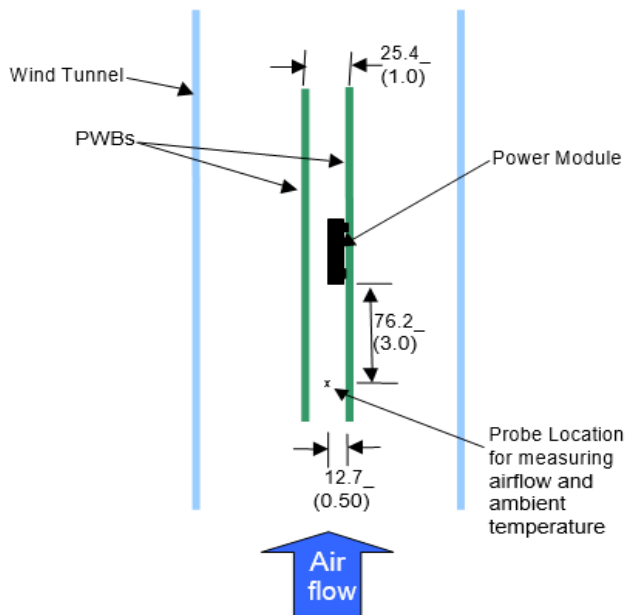 25.4_
(1.0)
Wind Tunnel
PWBs
Power Module
76.2_
(3.0)
x
Probe Location
for measuring
airflow and
ambient
temperature
12.7_
(0.50)
Air
flow